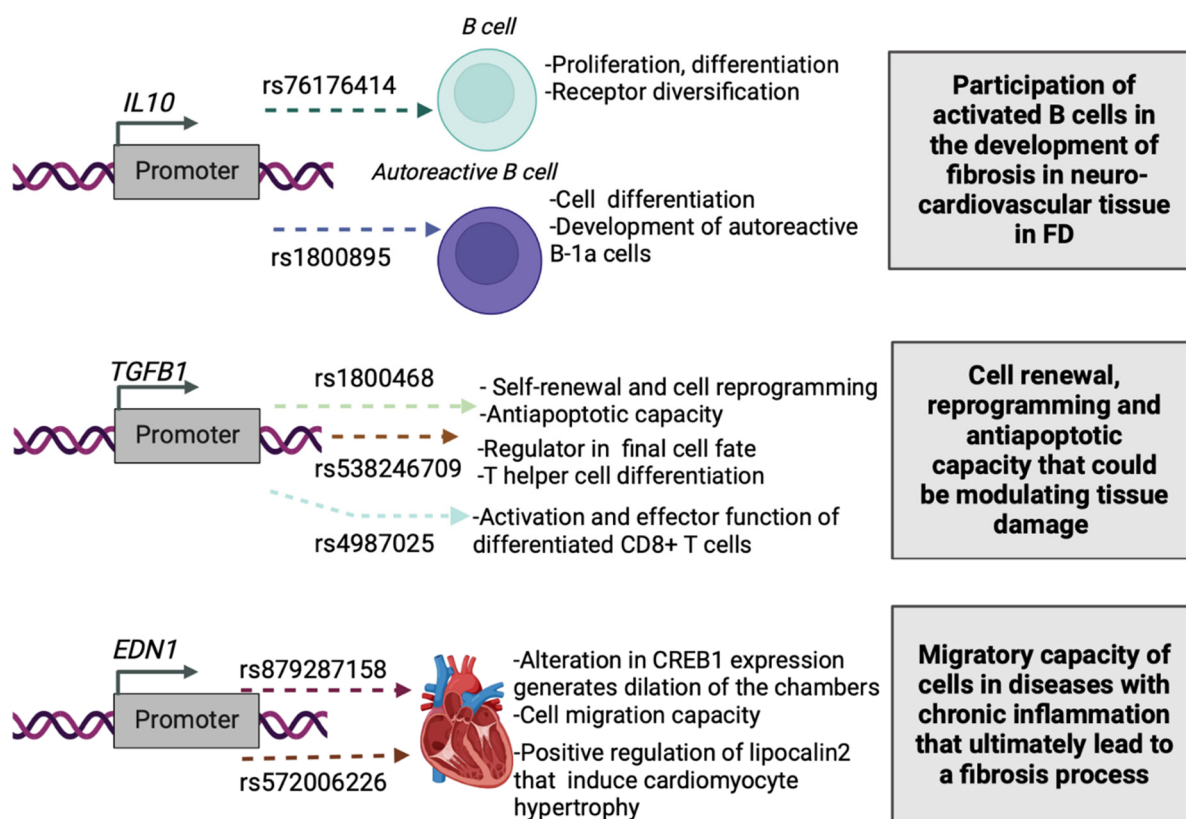 B cell
IL10
rs76176414
-Proliferation, differentiation
-Receptor diversification
Promoter
Autoreactive B cell
rs1800895
-Cell  differentiation
-Development of autoreactive
B-1a cells
Participation of
activated B cells in
the development of
fibrosis in neuro-
cardiovascular tissue
in FD
TGFB1
Promoter
rs1800468
- Self-renewal and cell reprogramming
-Antiapoptotic capacity
rs538246709
-Regulator in  final cell fate
-T helper cell differentiation
rs4987025
-Activation and effector function of
differentiated CD8+ T cells
Cell renewal,
reprogramming and
antiapoptotic
capacity that could
be modulating tissue
damage
EDN1
Promoter
rs879287158
-Alteration in CREB1 expression
generates dilation of the chambers
-Cell migration capacity
rs572006226
-Positive regulation of lipocalin2
that  induce cardiomyocyte
hypertrophy
Migratory capacity of
cells in diseases with
chronic inflammation
that ultimately lead to
a fibrosis process